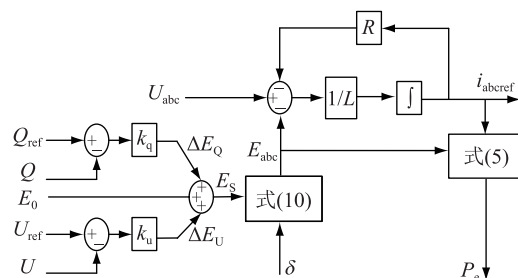 R
U_abc
+
−
−
1/L
∫
i_abcref
Q_ref
+
−
k_q
ΔE_Q
E_abc
式(5)
Q
E_0
+
+
+
E_S
式(10)
U_ref
+
−
k_u
ΔE_U
U
δ
P_e